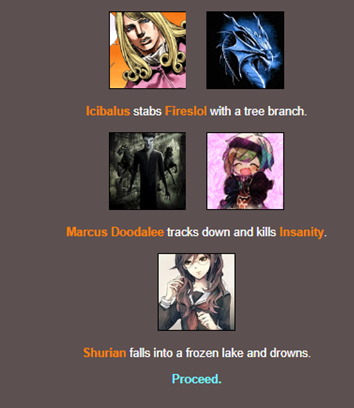 Icibalus stabs Fireslol with a tree branch.
Marcus Doodalee tracks down and kills Insanity.
Shurian falls into a frozen lake and drowns.
Proceed.